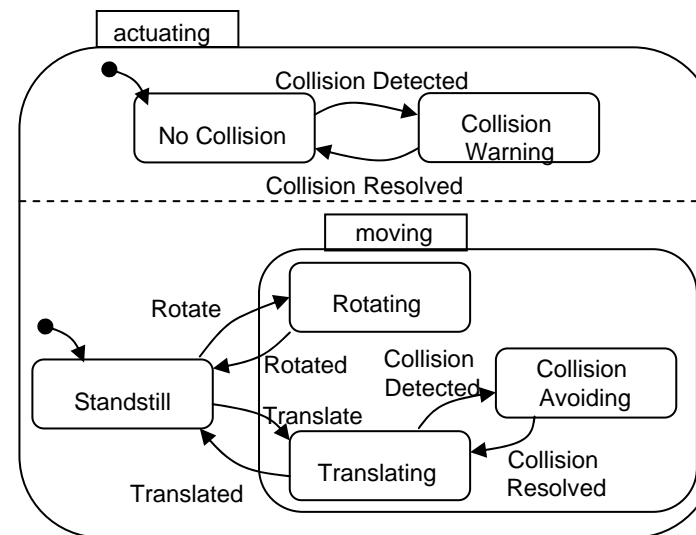 actuating
Collision Detected
No Collision
Collision
Warning
Collision Resolved
moving
Rotating
Rotate
Rotated
Collision
Detected
Collision
Avoiding
Standstill
Translate
Translating
Translated
Collision
Resolved